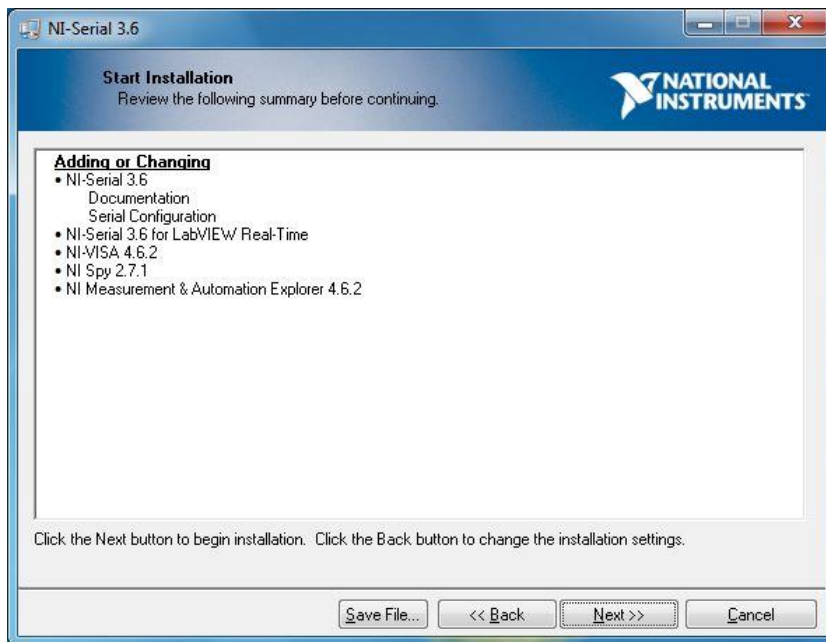 NI-Serial 3.6
Start Installation
Review the following summary before continuing.
NATIONAL
INSTRUMENTS
Adding or Changing
• NI-Serial 3.6
Documentation
Serial Configuration
• NI-Serial 3.6 for LabVIEW Real-Time
• NI-VISA 4.6.2
• NI Spy 2.7.1
• NI Measurement & Automation Explorer 4.6.2
Click the Next button to begin installation.  Click the Back button to change the installation settings.
Save File...
<< Back
Next >>
Cancel